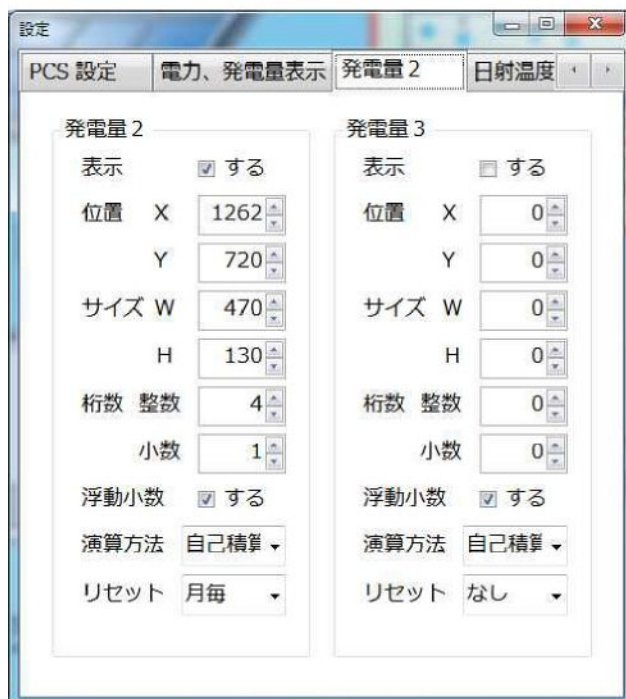 設定
PCS 設定 電力、発電量表示 発電量2 日射温度
発電量2
表示 する
位置 X 1262
Y 720
サイズ W 470
H 130
桁数 整数 4
小数 1
浮動小数 する
演算方法 自己積算
リセット 月毎
発電量3
表示 する
位置 X 0
Y 0
サイズ W 0
H 0
桁数 整数 0
小数 0
浮動小数 する
演算方法 自己積算
リセット なし